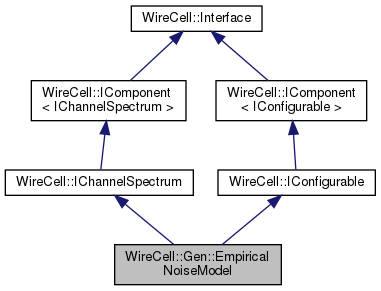 WireCell::Interface
WireCell::IComponent
< IChannelSpectrum >
WireCell::IComponent
< IConfigurable >
WireCell::IChannelSpectrum
WireCell::IConfigurable
WireCell::Gen::Empirical
NoiseModel